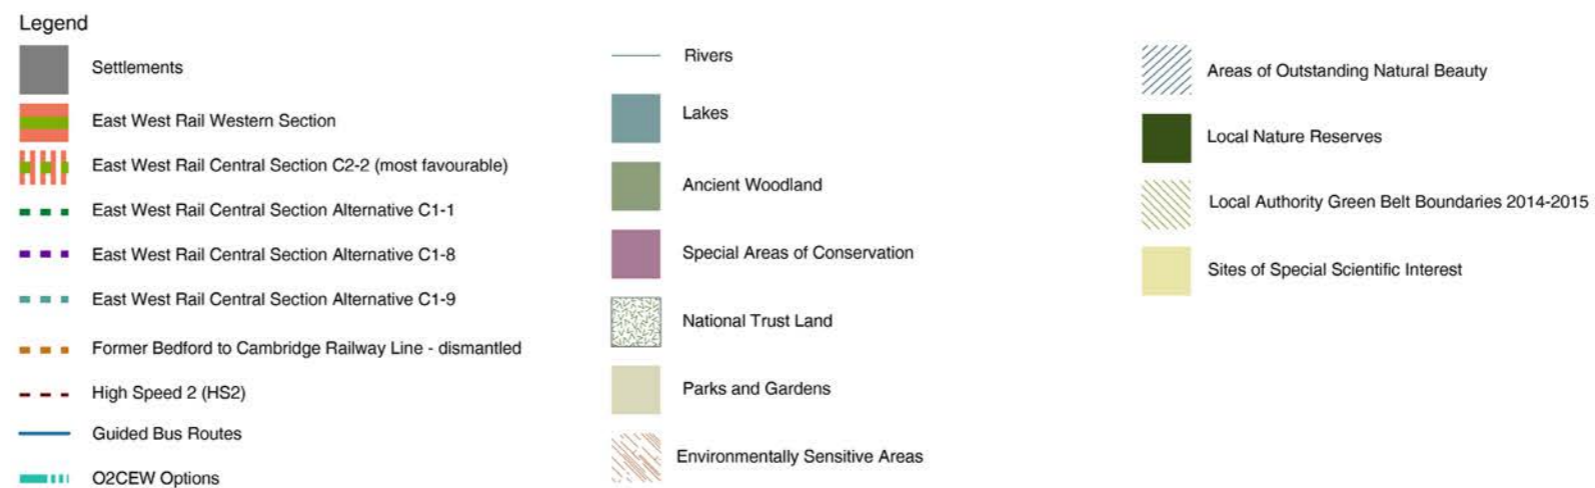 Legend
Settlements
East West Rail Western Section
East West Rail Central Section C2-2 (most favourable)
East West Rail Central Section Alternative C1-1
East West Rail Central Section Alternative C1-8
East West Rail Central Section Alternative C1-9
Former Bedford to Cambridge Railway Line - dismantled
High Speed 2 (HS2)
Guided Bus Routes
O2CEW Options
Rivers
Lakes
Ancient Woodland
Special Areas of Conservation
National Trust Land
Parks and Gardens
Environmentally Sensitive Areas
Areas of Outstanding Natural Beauty
Local Nature Reserves
Local Authority Green Belt Boundaries 2014-2015
Sites of Special Scientific Interest